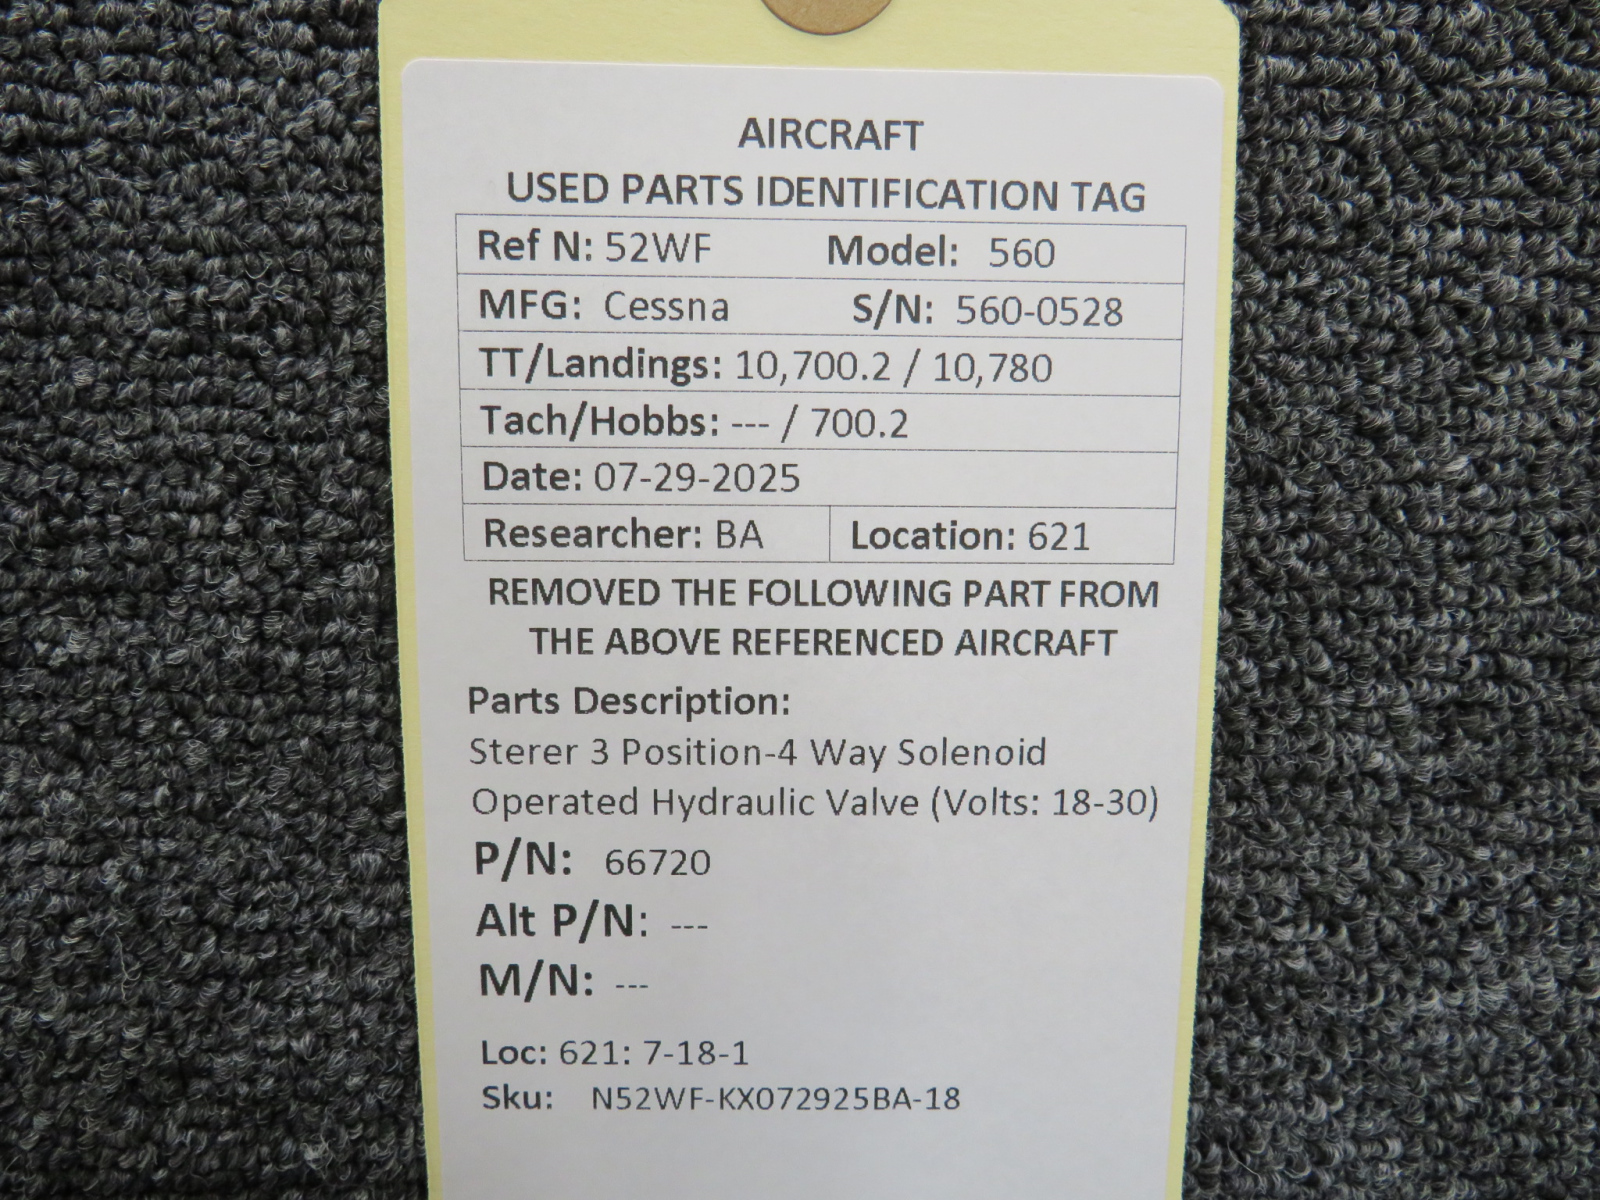 AIRCRAFT
USED PARTS IDENTIFICATION TAG
Ref N: 52WF Model: 560
MFG: Cessna S/N: 560-0528
TT/Landings: 10,700.2 / 10,780
Tach/Hobbs: --- / 700.2
Date: 07-29-2025
Researcher: BA Location: 621
REMOVED THE FOLLOWING PART FROM
THE ABOVE REFERENCED AIRCRAFT
Parts Description:
Sterer 3 Position-4 Way Solenoid
Operated Hydraulic Valve (Volts: 18-30)
P/N: 66720
Alt P/N: ---
M/N: ---
Loc: 621: 7-18-1
Sku: N52WF-KX072925BA-18